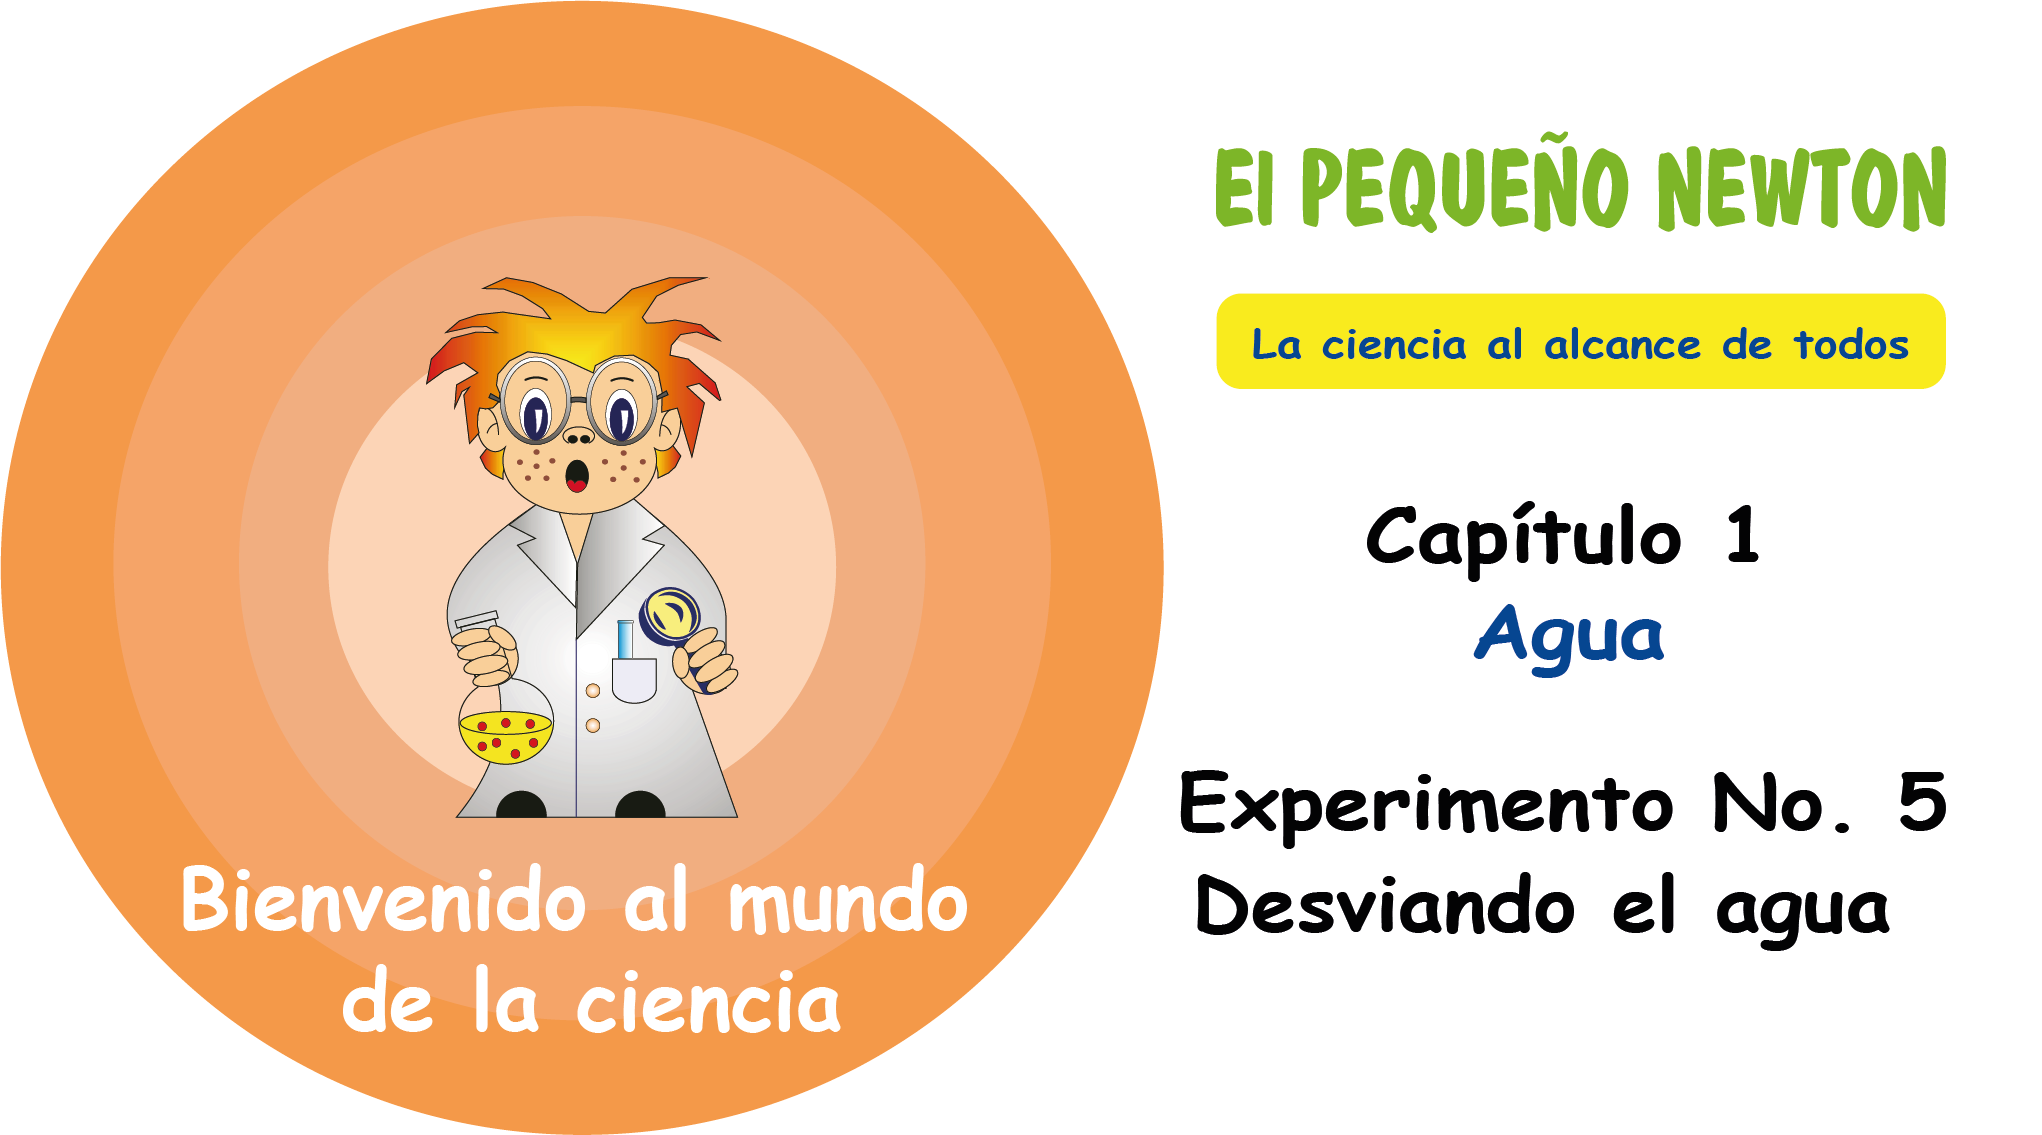 El PEQUEÑO NEWTON
La ciencia al alcance de todos
Capítulo 1
Agua
Experimento No. 5
Desviando el agua
Bienvenido al mundo
de la ciencia